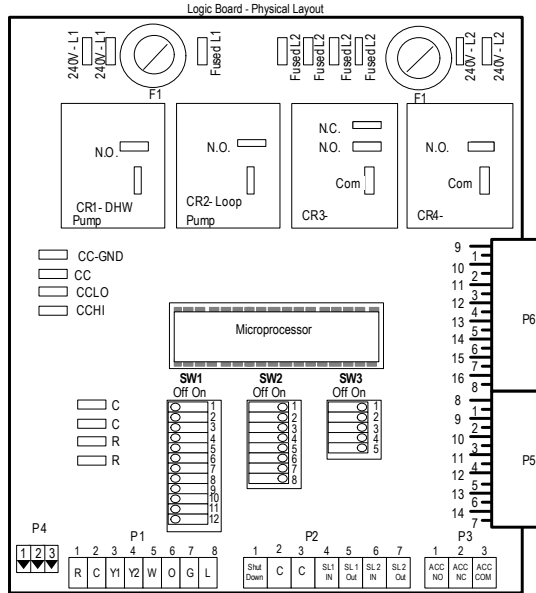 Logic Board - Physical Layout
240V - L1
240V - L1
Fused L1
Fused L2
Fused L2
Fused L2
Fused L2
240V - L2
240V - L2
F1
F1
N.O.
CR1- DHW
Pump
N.O.
CR2- Loop
Pump
N.C.
N.O.
Com
CR3-
N.O.
Com
CR4-
CC-GND
CC
CCLO
CCHI
9
1
10
2
11
3
12
4
13
5
14
6
15
7
16
8
P6
Microprocessor
SW1
Off On
1
2
3
4
5
6
7
8
9
10
11
12
SW2
Off On
1
2
3
4
5
6
7
8
SW3
Off On
1
2
3
4
5
8
1
9
2
10
3
11
4
12
5
13
6
14
7
P5
C
C
R
R
P4
1 2 3
P1
1 2 3 4 5 6 7 8
R C Y1 Y2 W O G L
P2
1 2 3 4 5 6 7
Shut Down C C SL1 IN SL 1 Out SL 2 IN SL 2 Out
P3
1 2 3
ACC NO ACC NC ACC COM